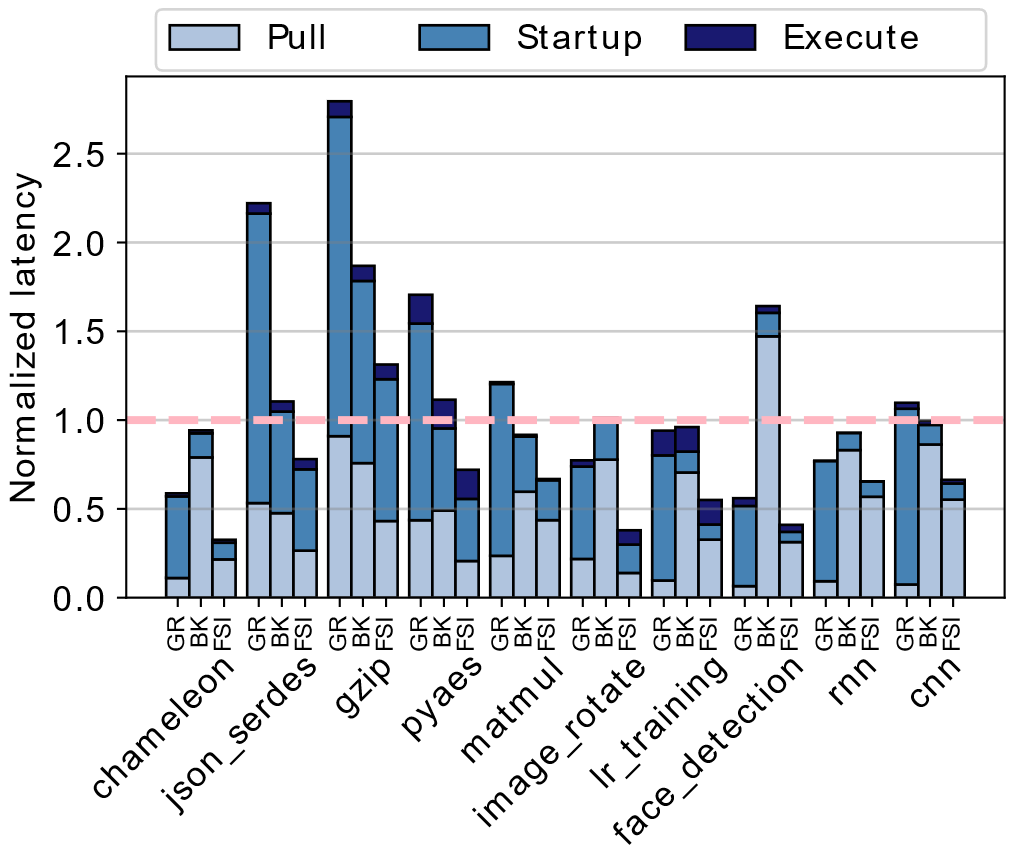 Pull Startup Execute
Normalized latency
2.5
2.0
1.5
1.0
0.5
0.0
GR BK FSI GR BK FSI GR BK FSI GR BK FSI GR BK FSI GR BK FSI GR BK FSI GR BK FSI GR BK FSI GR BK FSI
chameleon json_serdes gzip pyaes matmul image_rotate lr_training face_detection rnn cnn